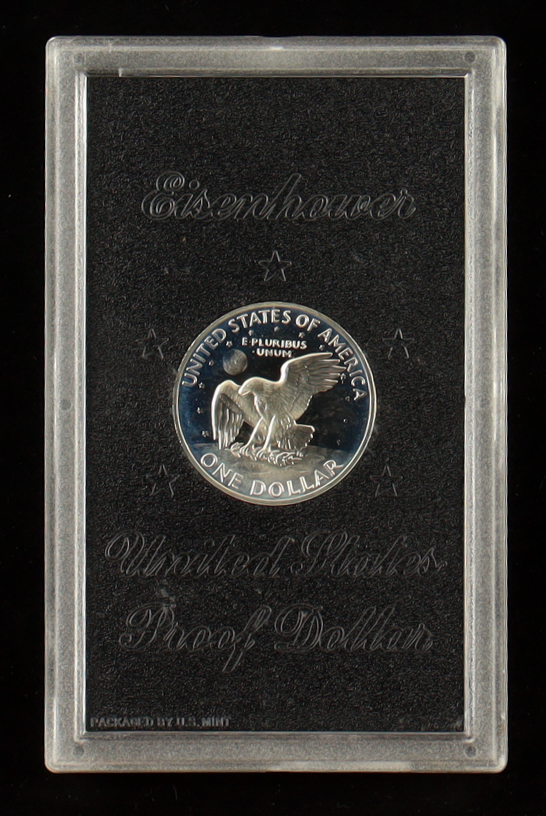 Eisenhower
UNITED STATES OF AMERICA
E·PLURIBUS
·UNUM·
ONE DOLLAR
United States
Proof Dollar
PACKAGED BY U.S. MINT